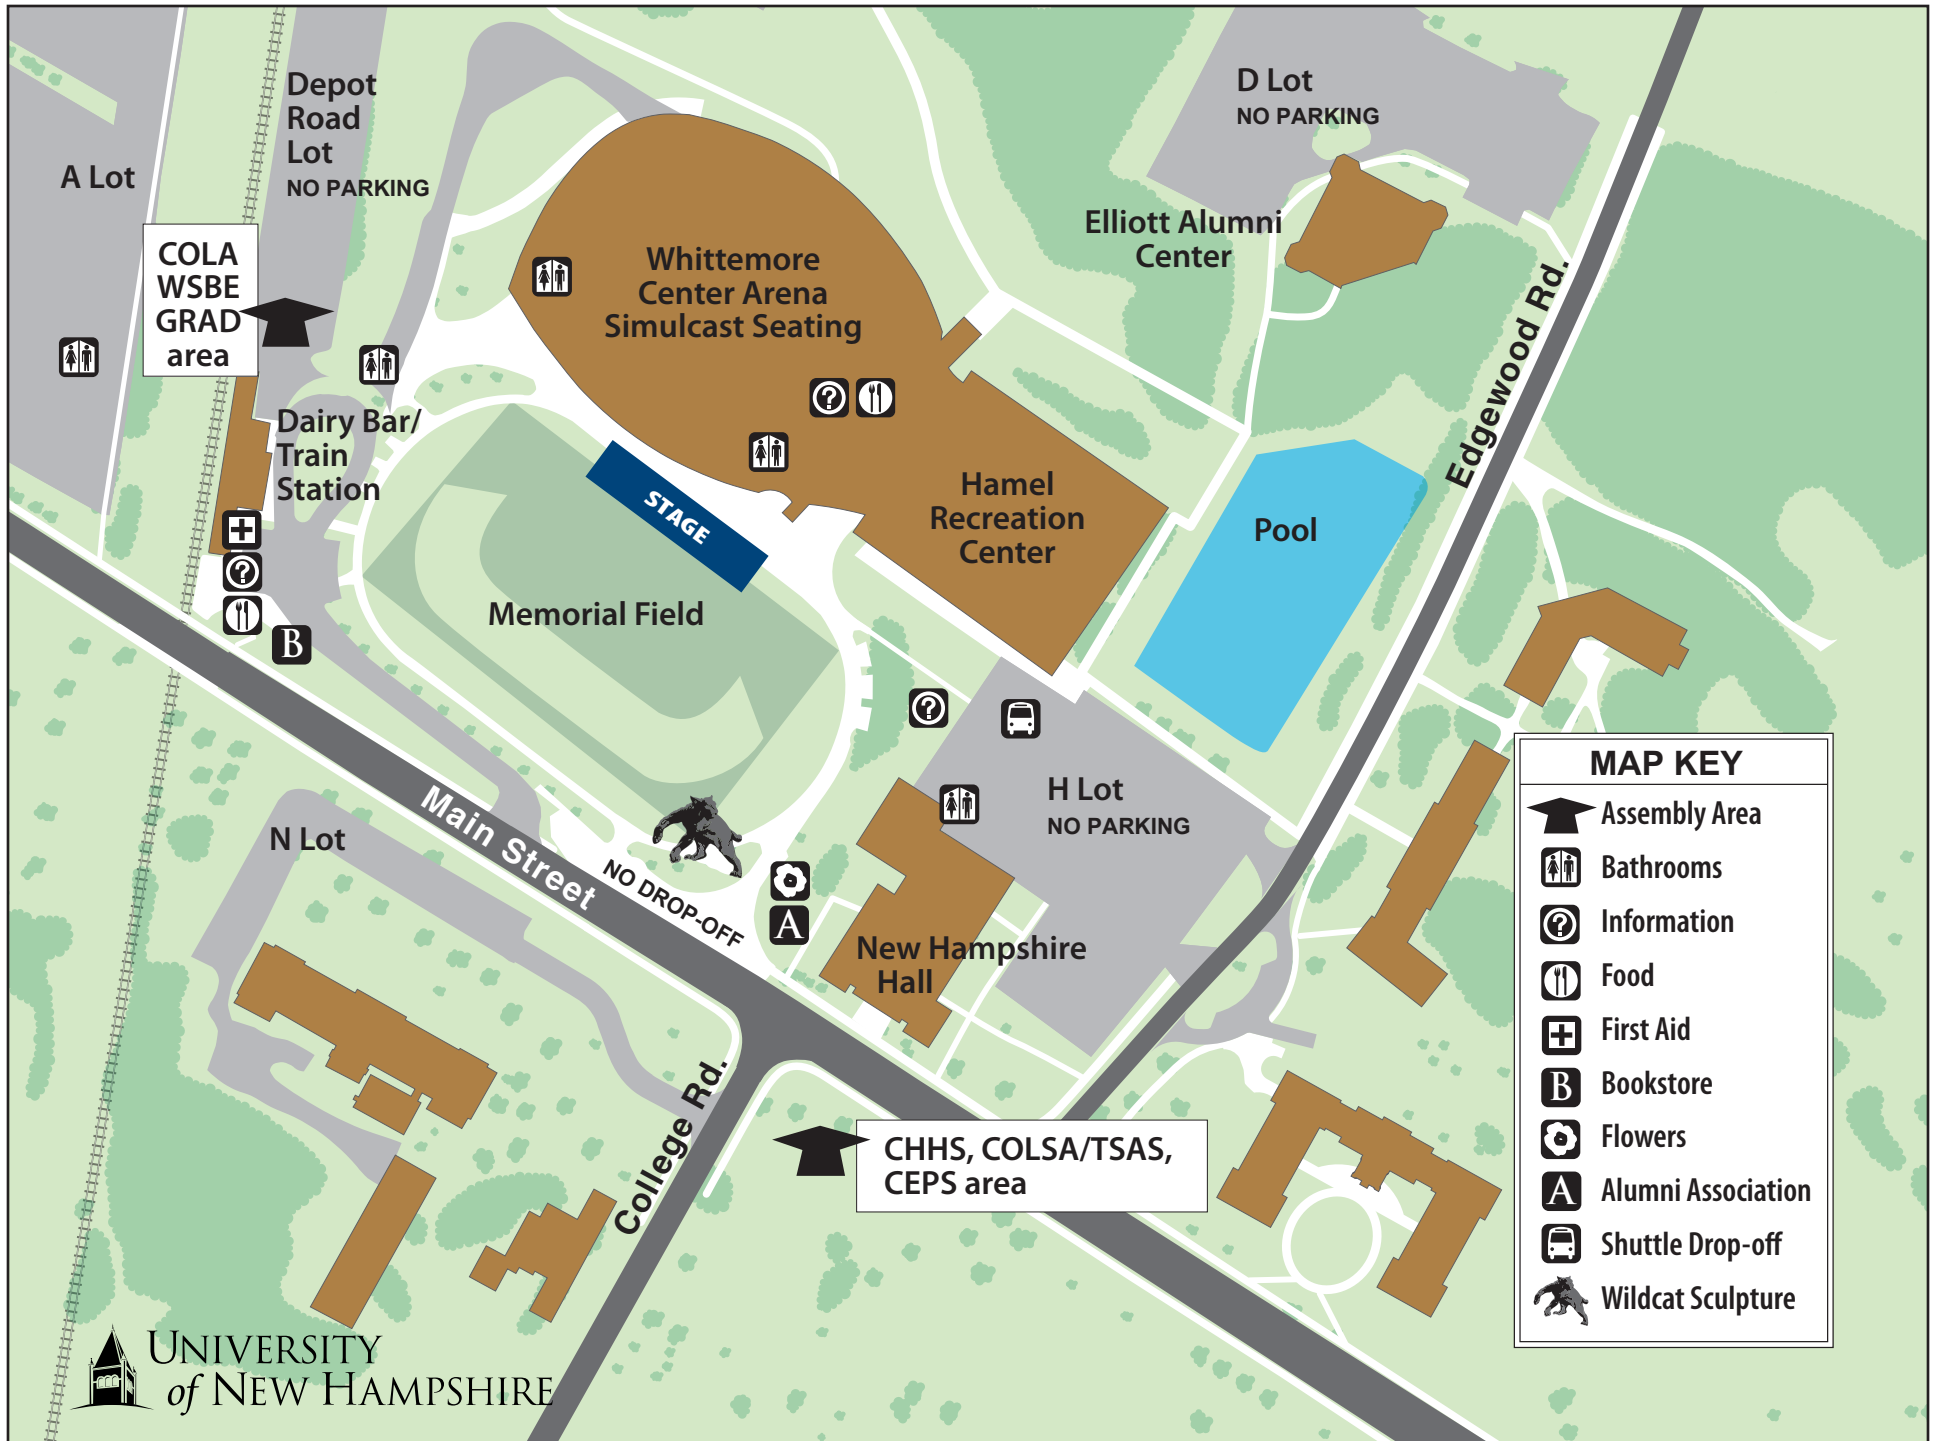 Depot
Road
Lot
NO PARKING
A Lot
D Lot
NO PARKING
COLA
WSBE
GRAD
area
Whittemore
Center Arena
Simulcast Seating
Elliott Alumni
Center
Edgewood Rd.
Dairy Bar/
Train
Station
STAGE
Hamel
Recreation
Center
Pool
Memorial Field
B
H Lot
NO PARKING
N Lot
Main Street
NO DROP-OFF
A
New Hampshire
Hall
College Rd.
CHHS, COLSA/TSAS,
CEPS area
MAP KEY
Assembly Area
Bathrooms
? Information
Food
First Aid
B Bookstore
Flowers
A Alumni Association
Shuttle Drop-off
Wildcat Sculpture
UNIVERSITY
of NEW HAMPSHIRE